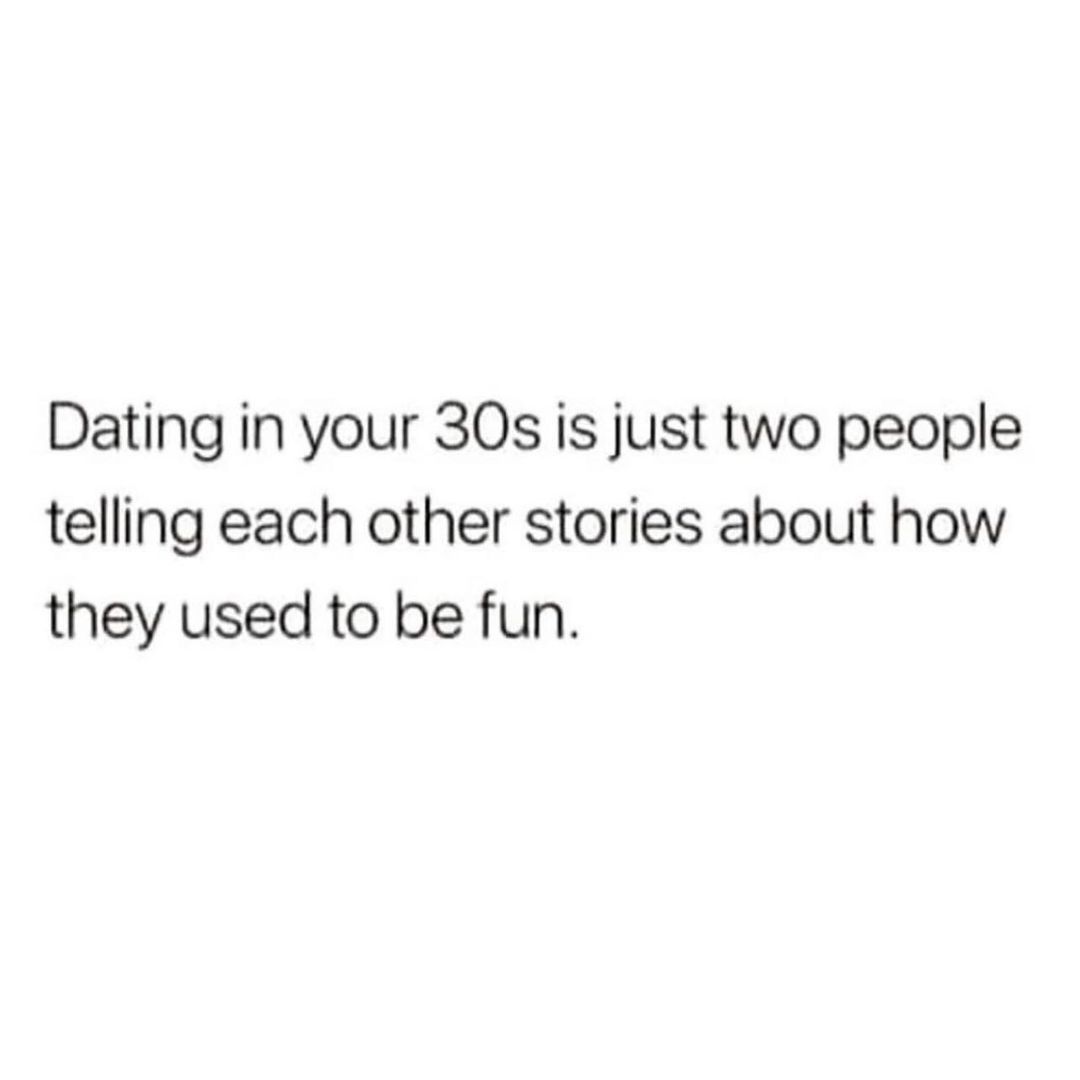 Dating in your 30s is just two people
telling each other stories about how
they used to be fun.